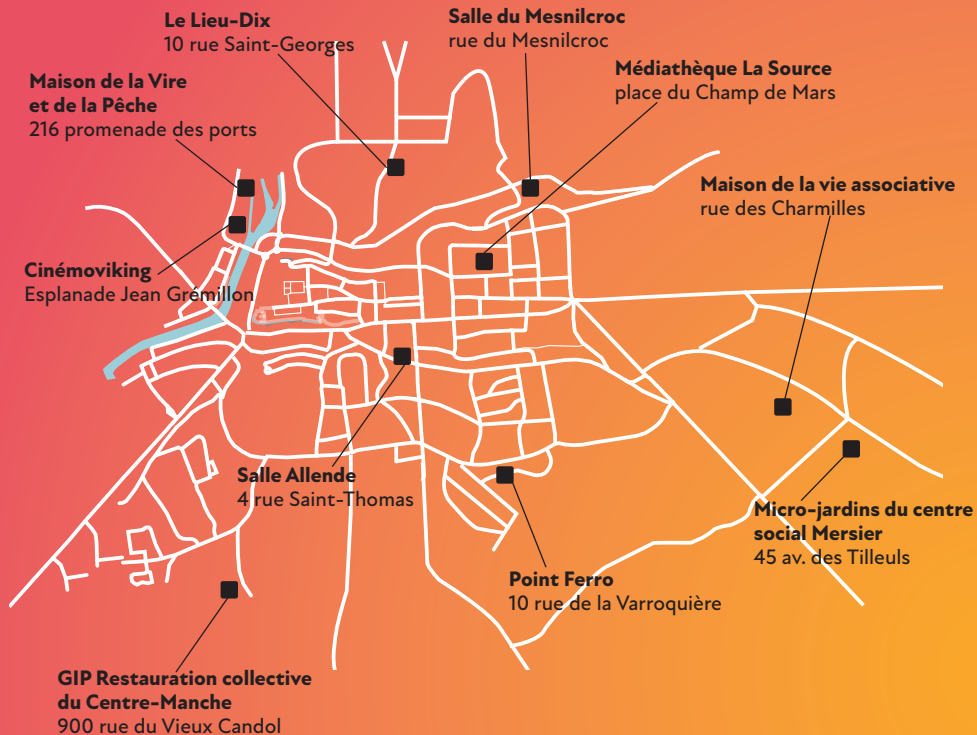 Le Lieu-Dix
10 rue Saint-Georges
Salle du Mesnilcroc
rue du Mesnilcroc
Médiathèque La Source
place du Champ de Mars
Maison de la Vire
et de la Pêche
216 promenade des ports
Maison de la vie associative
rue des Charmilles
Cinémoviking
Esplanade Jean Grémillon
Salle Allende
4 rue Saint-Thomas
Micro-jardins du centre
social Mersier
45 av. des Tilleuls
Point Ferro
10 rue de la Varroquière
GIP Restauration collective
du Centre-Manche
900 rue du Vieux Candol